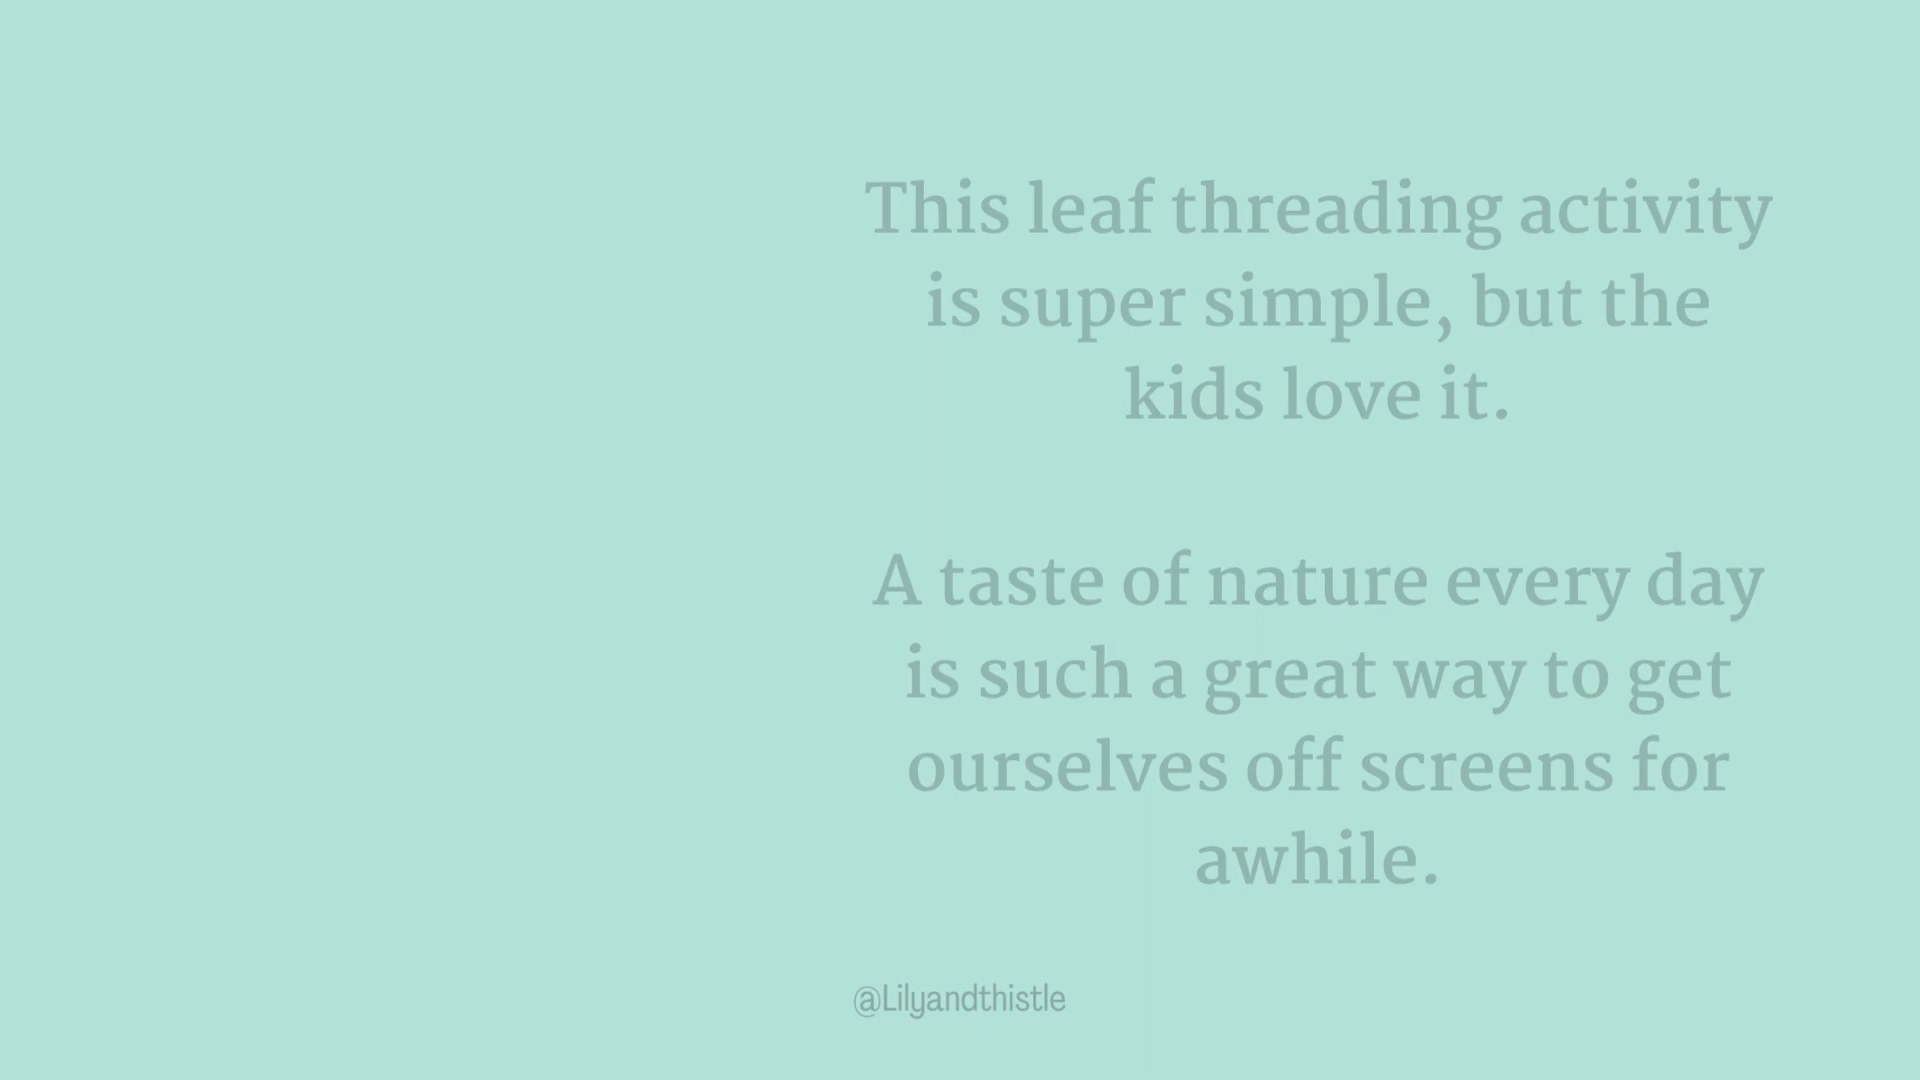 This leaf threading activity
is super simple, but the
kids love it.
A taste of nature every day
is such a great way to get
ourselves off screens for
awhile.
@Lilyandthistle